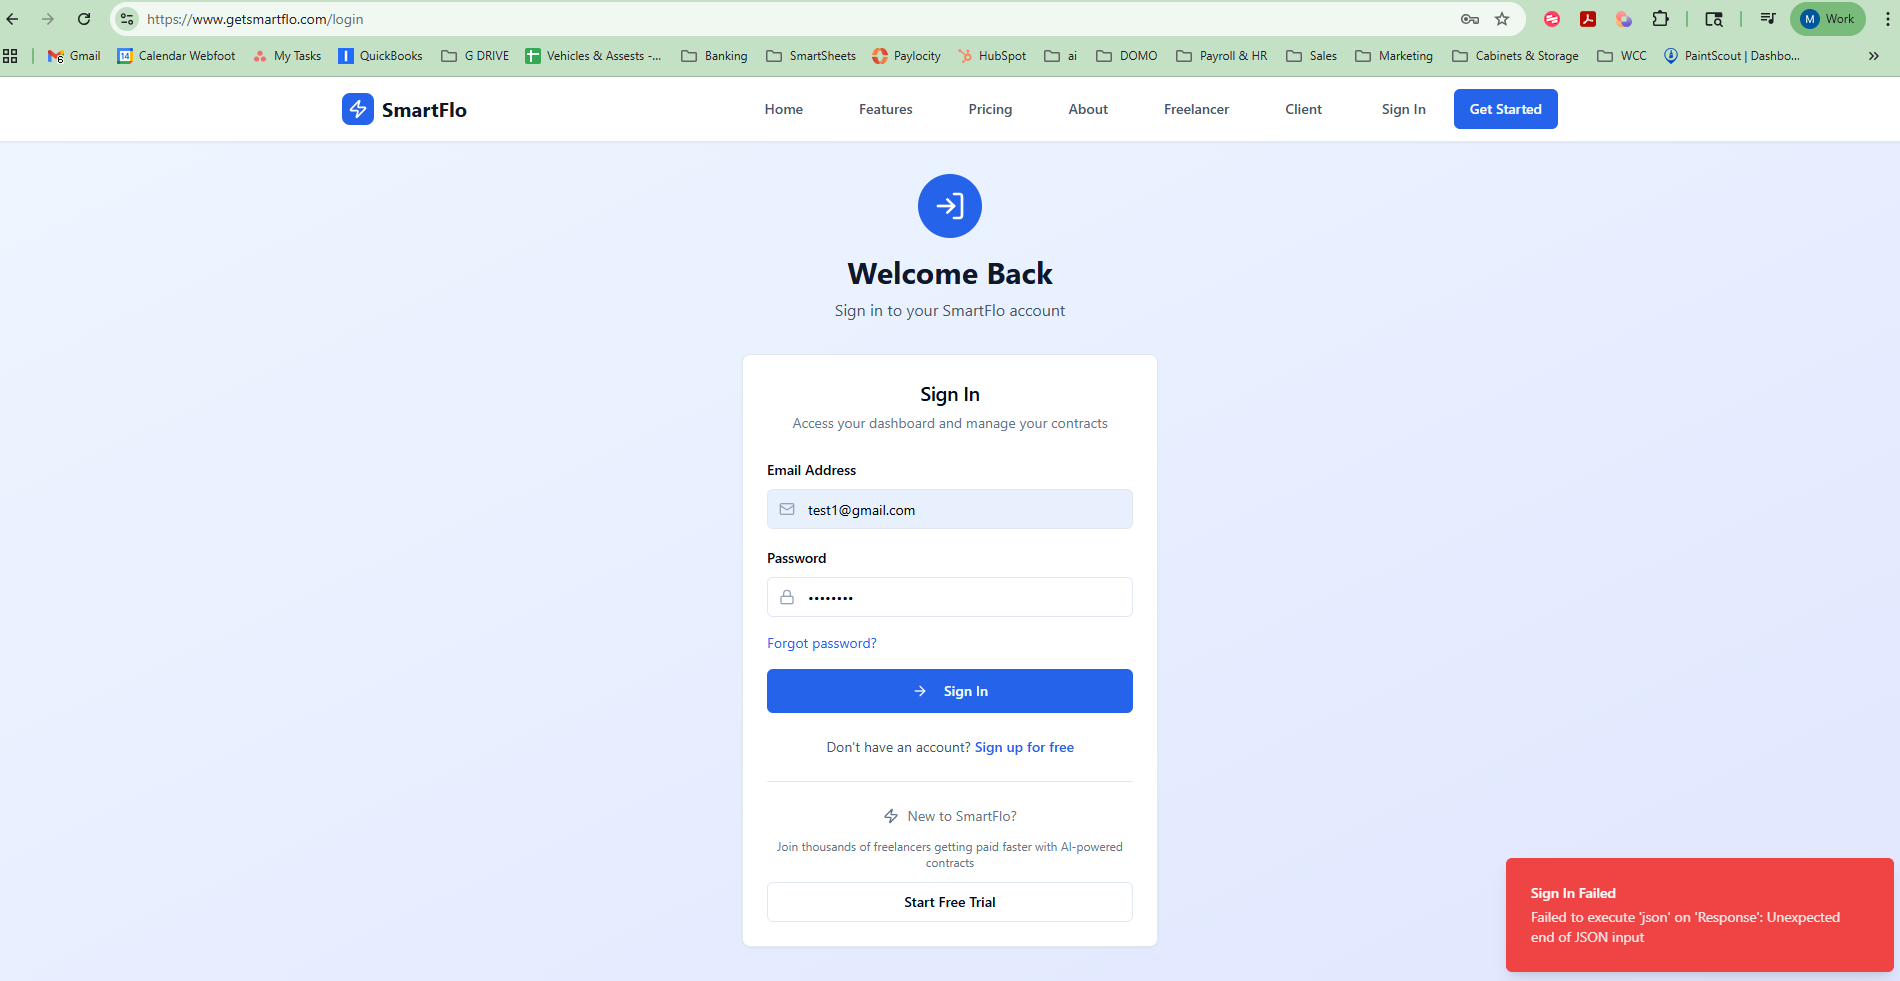 https://www.getsmartflo.com/login
M Work
Gmail
14 Calendar Webfoot
My Tasks
QuickBooks
G DRIVE
Vehicles & Assests -...
Banking
SmartSheets
Paylocity
HubSpot
ai
DOMO
Payroll & HR
Sales
Marketing
Cabinets & Storage
WCC
PaintScout | Dashbo...
SmartFlo
Home
Features
Pricing
About
Freelancer
Client
Sign In
Get Started
Welcome Back
Sign in to your SmartFlo account
Sign In
Access your dashboard and manage your contracts
Email Address
test1@gmail.com
Password
••••••••
Forgot password?
Sign In
Don't have an account? Sign up for free
New to SmartFlo?
Join thousands of freelancers getting paid faster with AI-powered
contracts
Start Free Trial
Sign In Failed
Failed to execute 'json' on 'Response': Unexpected
end of JSON input